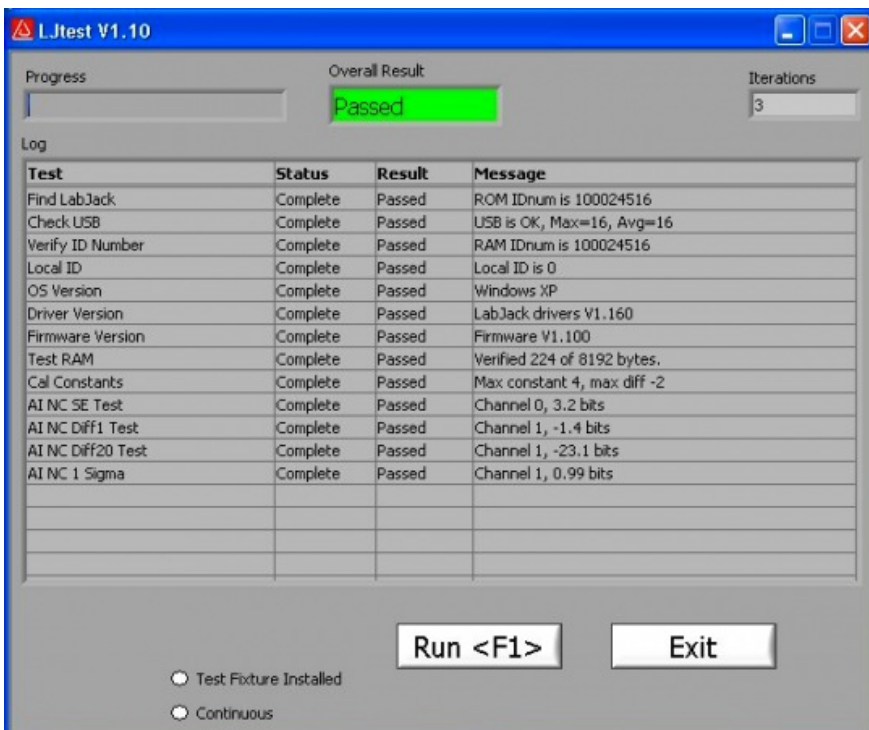 LJtest V1.10
Progress
Overall Result
Iterations
Passed
3
Log
Test Status Result Message
Find LabJack Complete Passed ROM IDnum is 100024516
Check USB Complete Passed USB is OK, Max=16, Avg=16
Verify ID Number Complete Passed RAM IDnum is 100024516
Local ID Complete Passed Local ID is 0
OS Version Complete Passed Windows XP
Driver Version Complete Passed LabJack drivers V1.160
Firmware Version Complete Passed Firmware V1.100
Test RAM Complete Passed Verified 224 of 8192 bytes.
Cal Constants Complete Passed Max constant 4, max diff -2
AI NC SE Test Complete Passed Channel 0, 3.2 bits
AI NC Diff1 Test Complete Passed Channel 1, -1.4 bits
AI NC Diff20 Test Complete Passed Channel 1, -23.1 bits
AI NC 1 Sigma Complete Passed Channel 1, 0.99 bits
Run <F1> Exit
Test Fixture Installed
Continuous